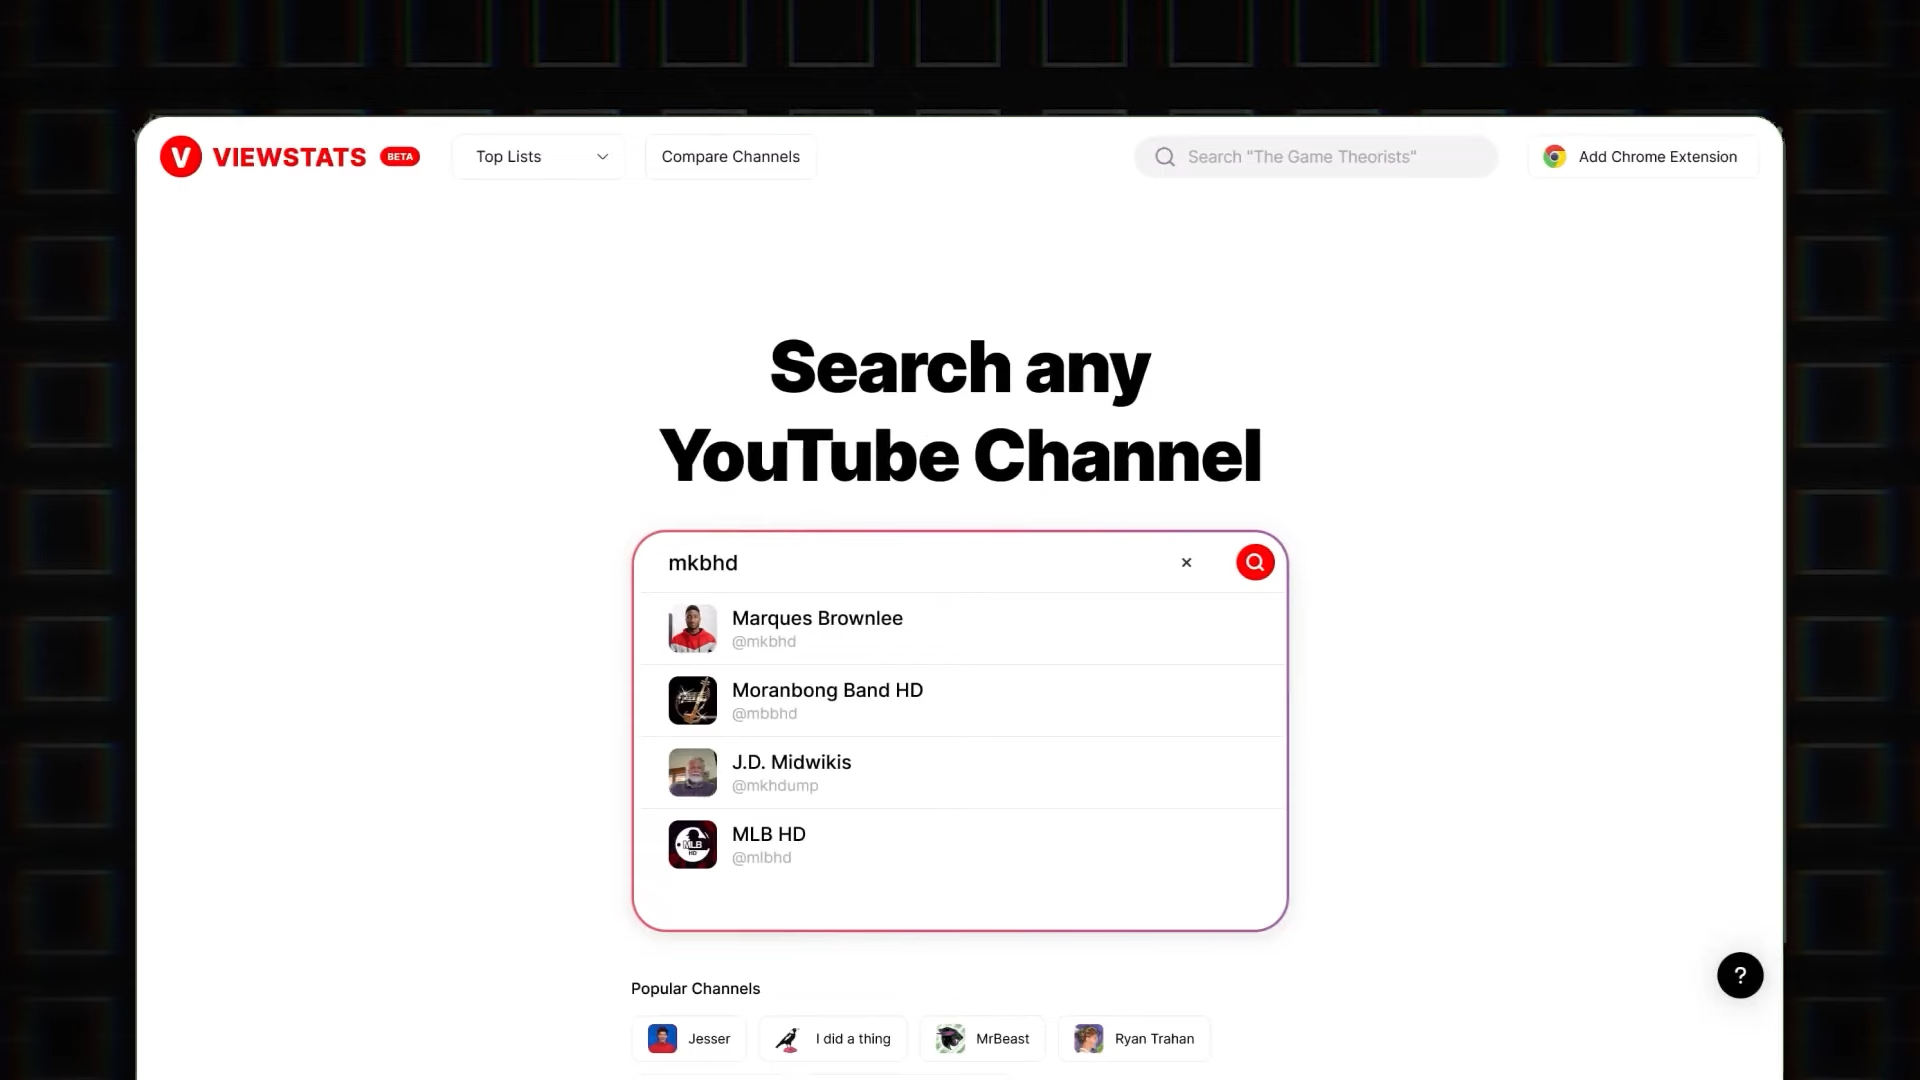 V VIEWSTATS BETA
Top Lists
Compare Channels
Search "The Game Theorists"
Add Chrome Extension
Search any
YouTube Channel
mkbhd
Marques Brownlee
@mkbhd
Moranbong Band HD
@mbbhd
J.D. Midwikis
@mkhdump
MLB HD
@mlbhd
MLB
HD
?
Popular Channels
Jesser
I did a thing
MrBeast
Ryan Trahan